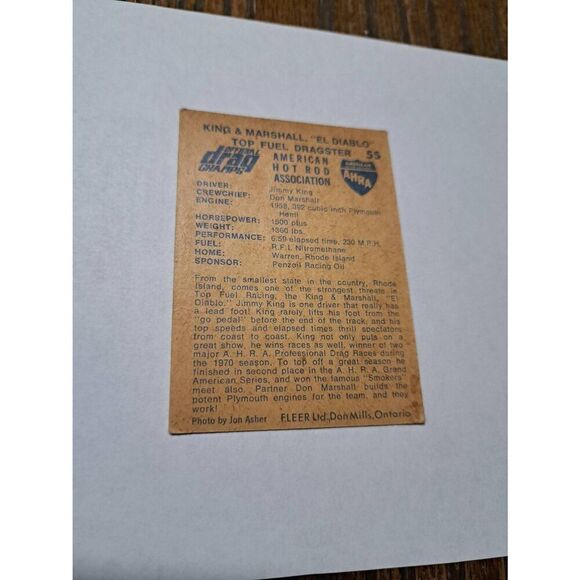 KING & MARSHALL, "EL DIABLO"
TOP FUEL DRAGSTER 55
OFFICIAL drag CHAMPS
AMERICAN
HOT ROD
ASSOCIATION
AHRA
DRIVER: Jimmy King
CREWCHIEF: Don Marshall
ENGINE: 1958, 392 cubic inch Plymouth
Hemi
HORSEPOWER: 1500 plus
WEIGHT: 1360 lbs.
PERFORMANCE: 6:59 elapsed time, 230 M.P.H.
FUEL: R.F.I. Nitromethane
HOME: Warren, Rhode Island
SPONSOR: Penzoil Racing Oil
From the smallest state in the country, Rhode
Island, comes one of the strongest threats in
Top Fuel Racing, the King & Marshall, "El
Diablo." Jimmy King is one driver that really has
a lead foot! King rarely lifts his foot from the
"go pedal" before the end of the track, and his
top speeds and elapsed times thrill spectators
from coast to coast. King not only puts on a
great show, he wins races as well, winner of two
major A. H. R. A. Professional Drag Races during
the 1970 season. To top off a great season he
finished in second place in the A. H. R. A. Grand
American Series, and won the famous "Smokers"
meet also. Partner Don Marshall builds the
potent Plymouth engines for the team, and they
work!
Photo by Jon Asher FLEER Ltd., Don Mills, Ontario